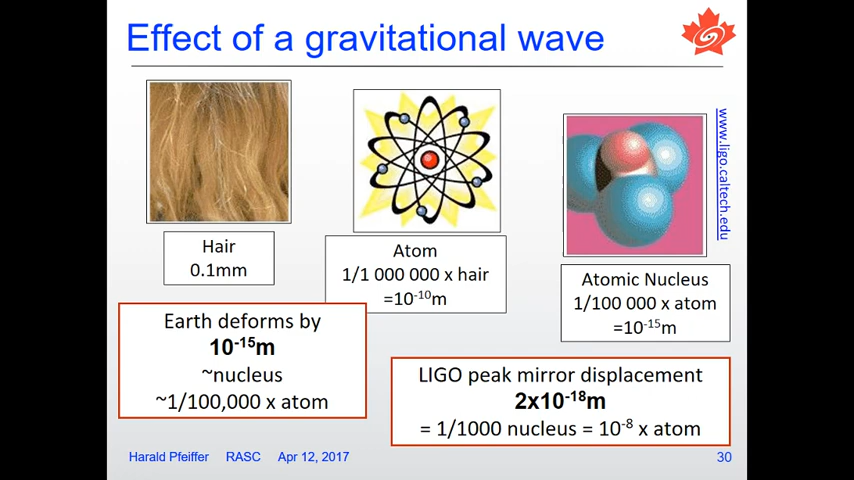 Effect of a gravitational wave
www.ligo.caltech.edu
Hair
0.1mm
Atom
1/1 000 000 x hair
=10⁻¹⁰m
Atomic Nucleus
1/100 000 x atom
=10⁻¹⁵m
Earth deforms by
10⁻¹⁵m
~nucleus
~1/100,000 x atom
LIGO peak mirror displacement
2x10⁻¹⁸m
= 1/1000 nucleus = 10⁻⁸ x atom
Harald Pfeiffer RASC Apr 12, 2017
30